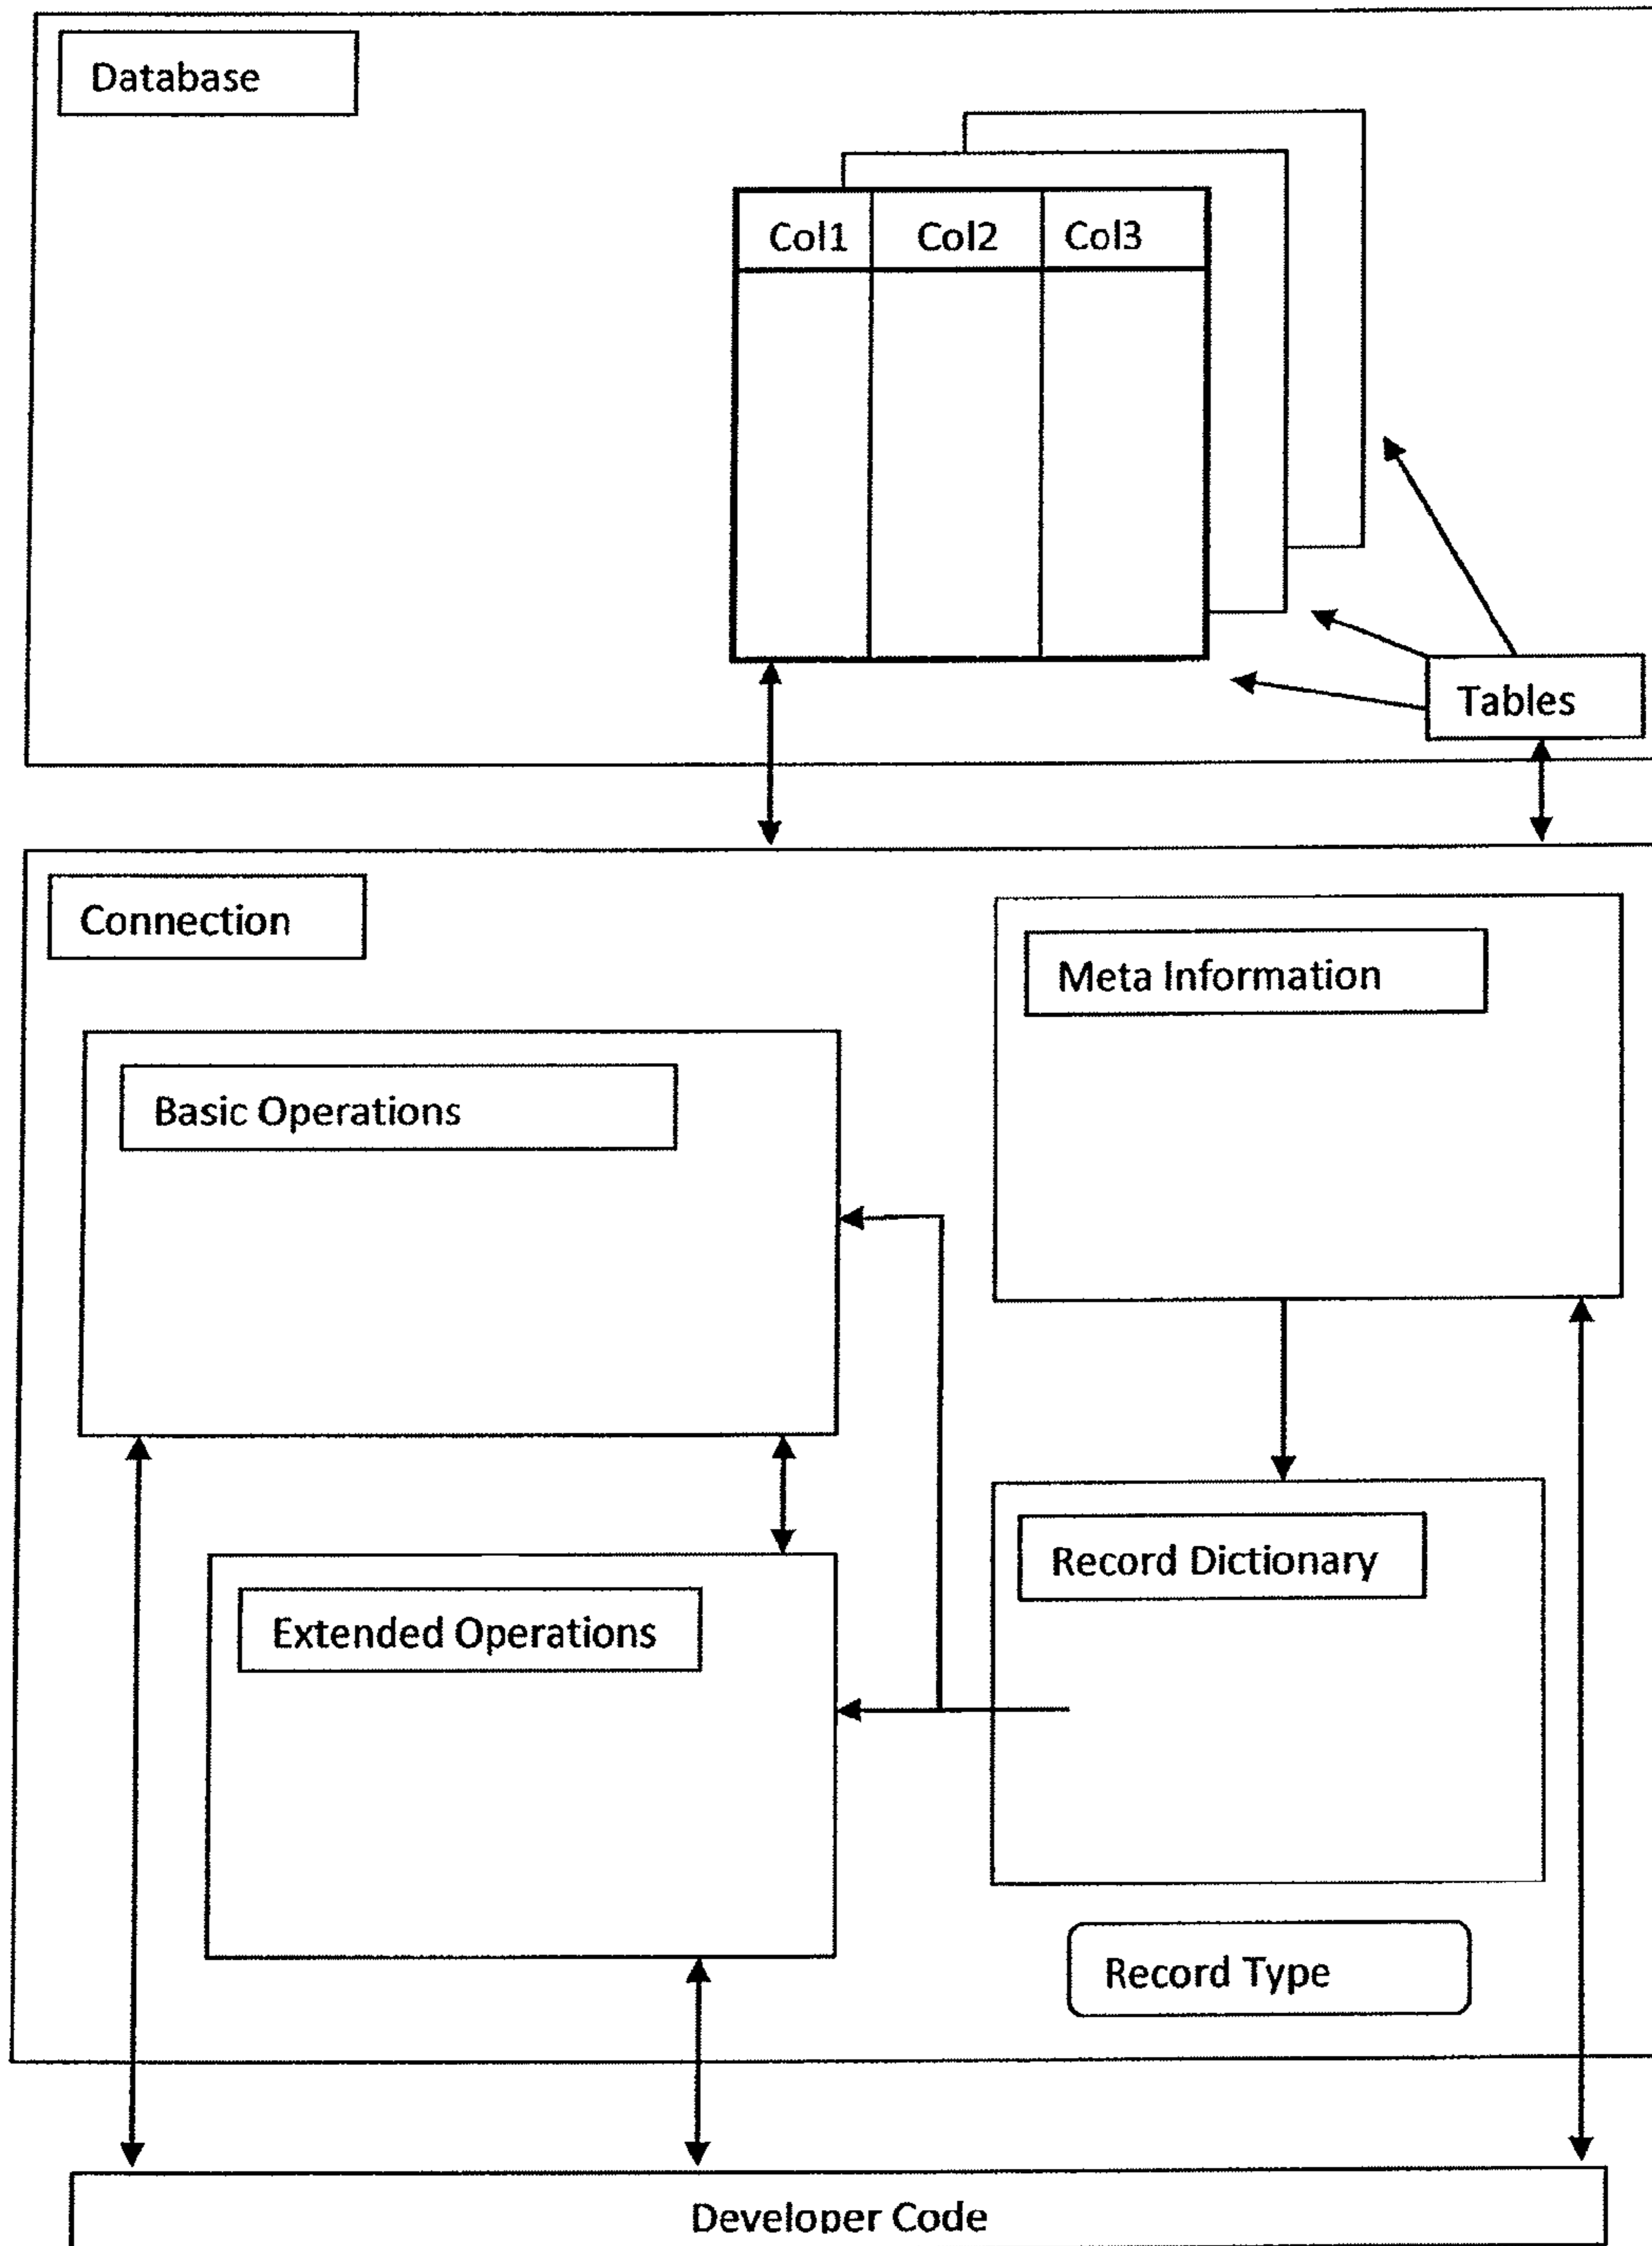 Database
Col1 Col2 Col3
Tables
Connection
Meta Information
Basic Operations
Record Dictionary
Extended Operations
Record Type
Developer Code